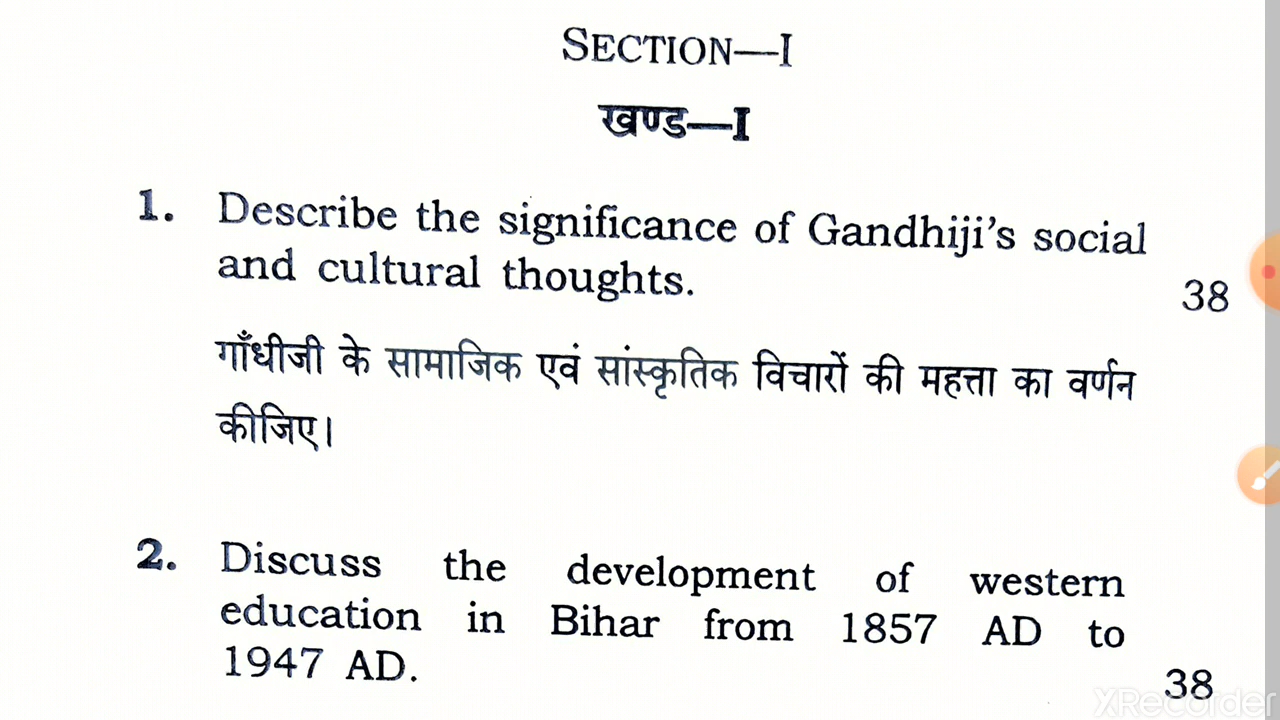 SECTION—I
खण्ड—I
1. Describe the significance of Gandhiji's social
and cultural thoughts.
38
गाँधीजी के सामाजिक एवं सांस्कृतिक विचारों की महत्ता का वर्णन
कीजिए।
2. Discuss the development of western
education in Bihar from 1857 AD to
1947 AD.
38
XRecorder